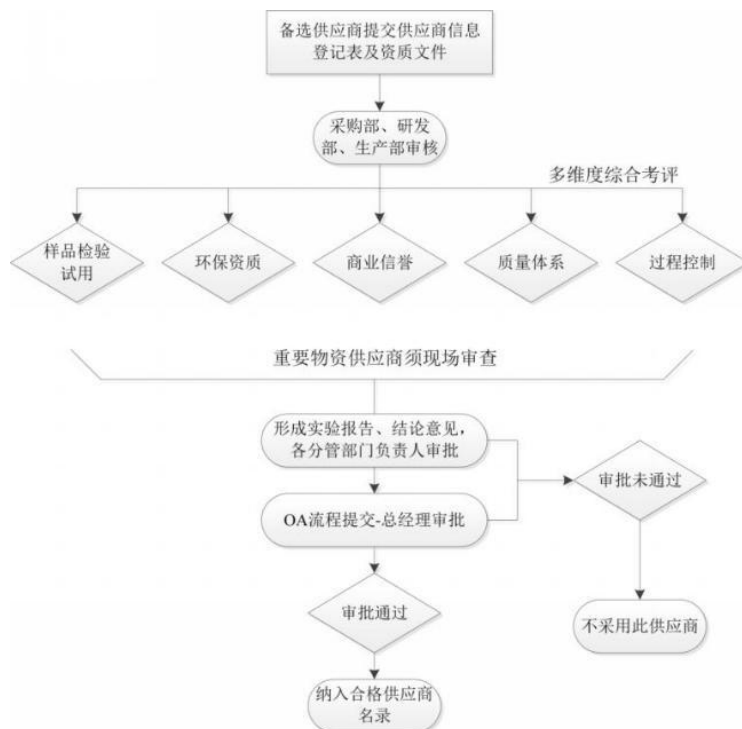 备选供应商提交供应商信息
登记表及资质文件
采购部、研发
部、生产部审核
多维度综合考评
样品检验
试用
环保资质
商业信誉
质量体系
过程控制
重要物资供应商须现场审查
形成实验报告、结论意见，
各分管部门负责人审批
审批未通过
OA流程提交-总经理审批
审批通过
不采用此供应商
纳入合格供应商
名录